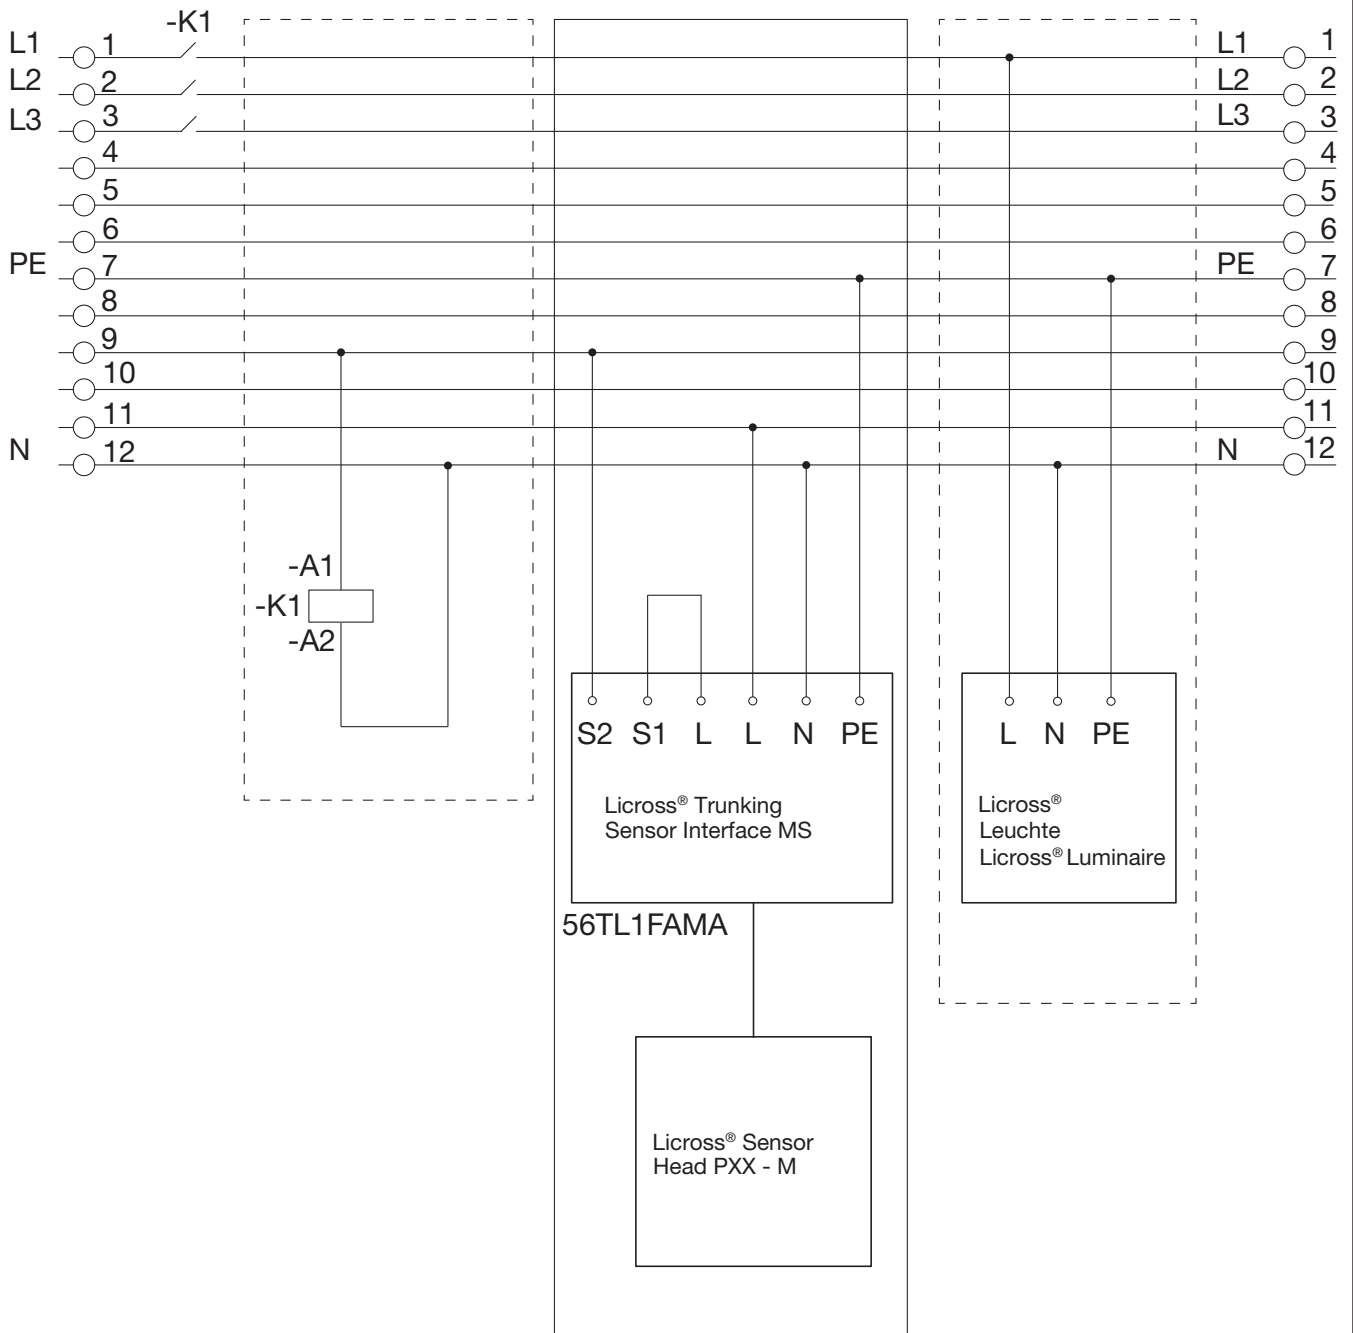 -K1
L1 1 L1 1
L2 2 L2 2
L3 3 L3 3
4 4
5 5
6 6
PE 7 PE 7
8 8
9 9
10 10
11 11
N 12 N 12
-A1
-K1
-A2
S2 S1 L L N PE
L N PE
Licross® Trunking
Sensor Interface MS
Licross®
Leuchte
Licross® Luminaire
56TL1FAMA
Licross® Sensor
Head PXX - M